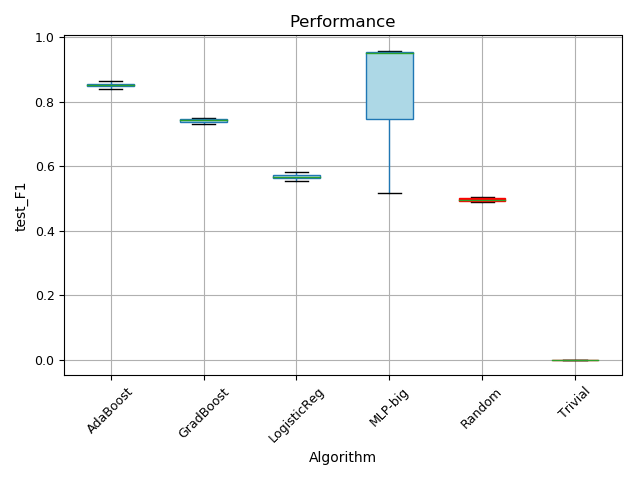 Performance
test_F1
1.0
0.8
0.6
0.4
0.2
0.0
AdaBoost
GradBoost
LogisticReg
MLP-big
Random
Trivial
Algorithm